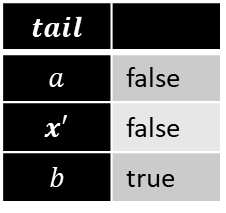 tail
a false
x′ false
b true